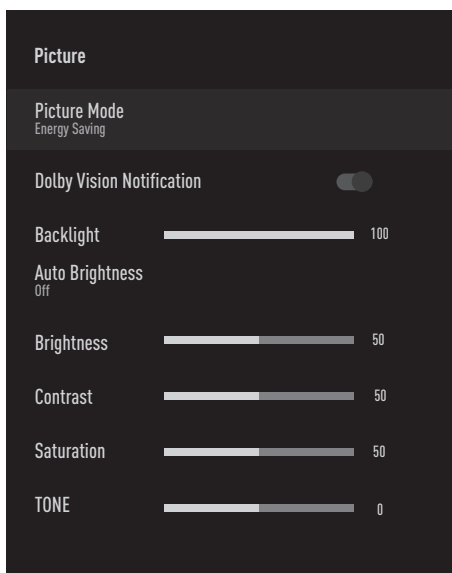 Picture
Picture Mode
Energy Saving
Dolby Vision Notification
Backlight 100
Auto Brightness
Off
Brightness 50
Contrast 50
Saturation 50
TONE 0